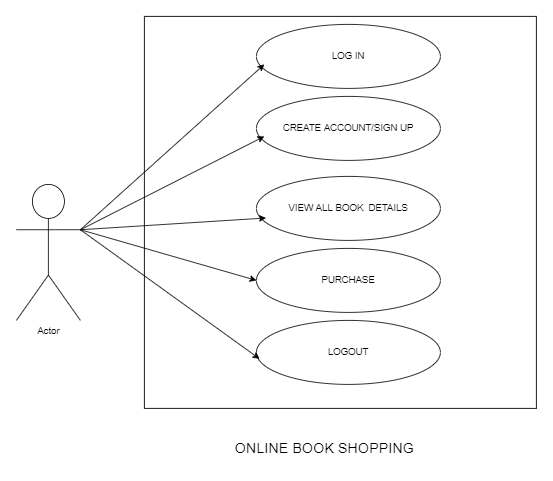 LOG IN
CREATE ACCOUNT/SIGN UP
VIEW ALL BOOK DETAILS
PURCHASE
LOGOUT
Actor
ONLINE BOOK SHOPPING